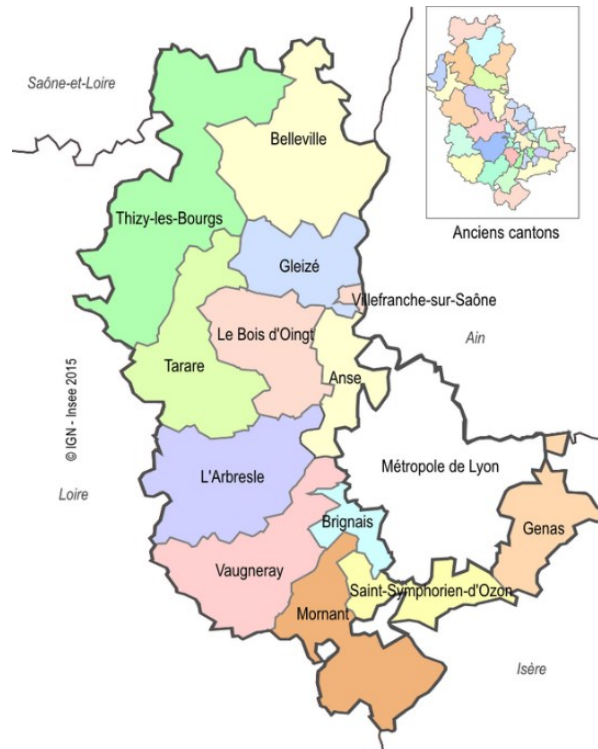 Saône-et-Loire
Belleville
Anciens cantons
Thizy-les-Bourgs
Gleizé
Villefranche-sur-Saône
Le Bois d'Oingt
Ain
Tarare
Anse
© IGN - Insee 2015
Métropole de Lyon
L'Arbresle
Loire
Brignais
Genas
Vaugneray
Saint-Symphorien-d'Ozon
Mornant
Isère